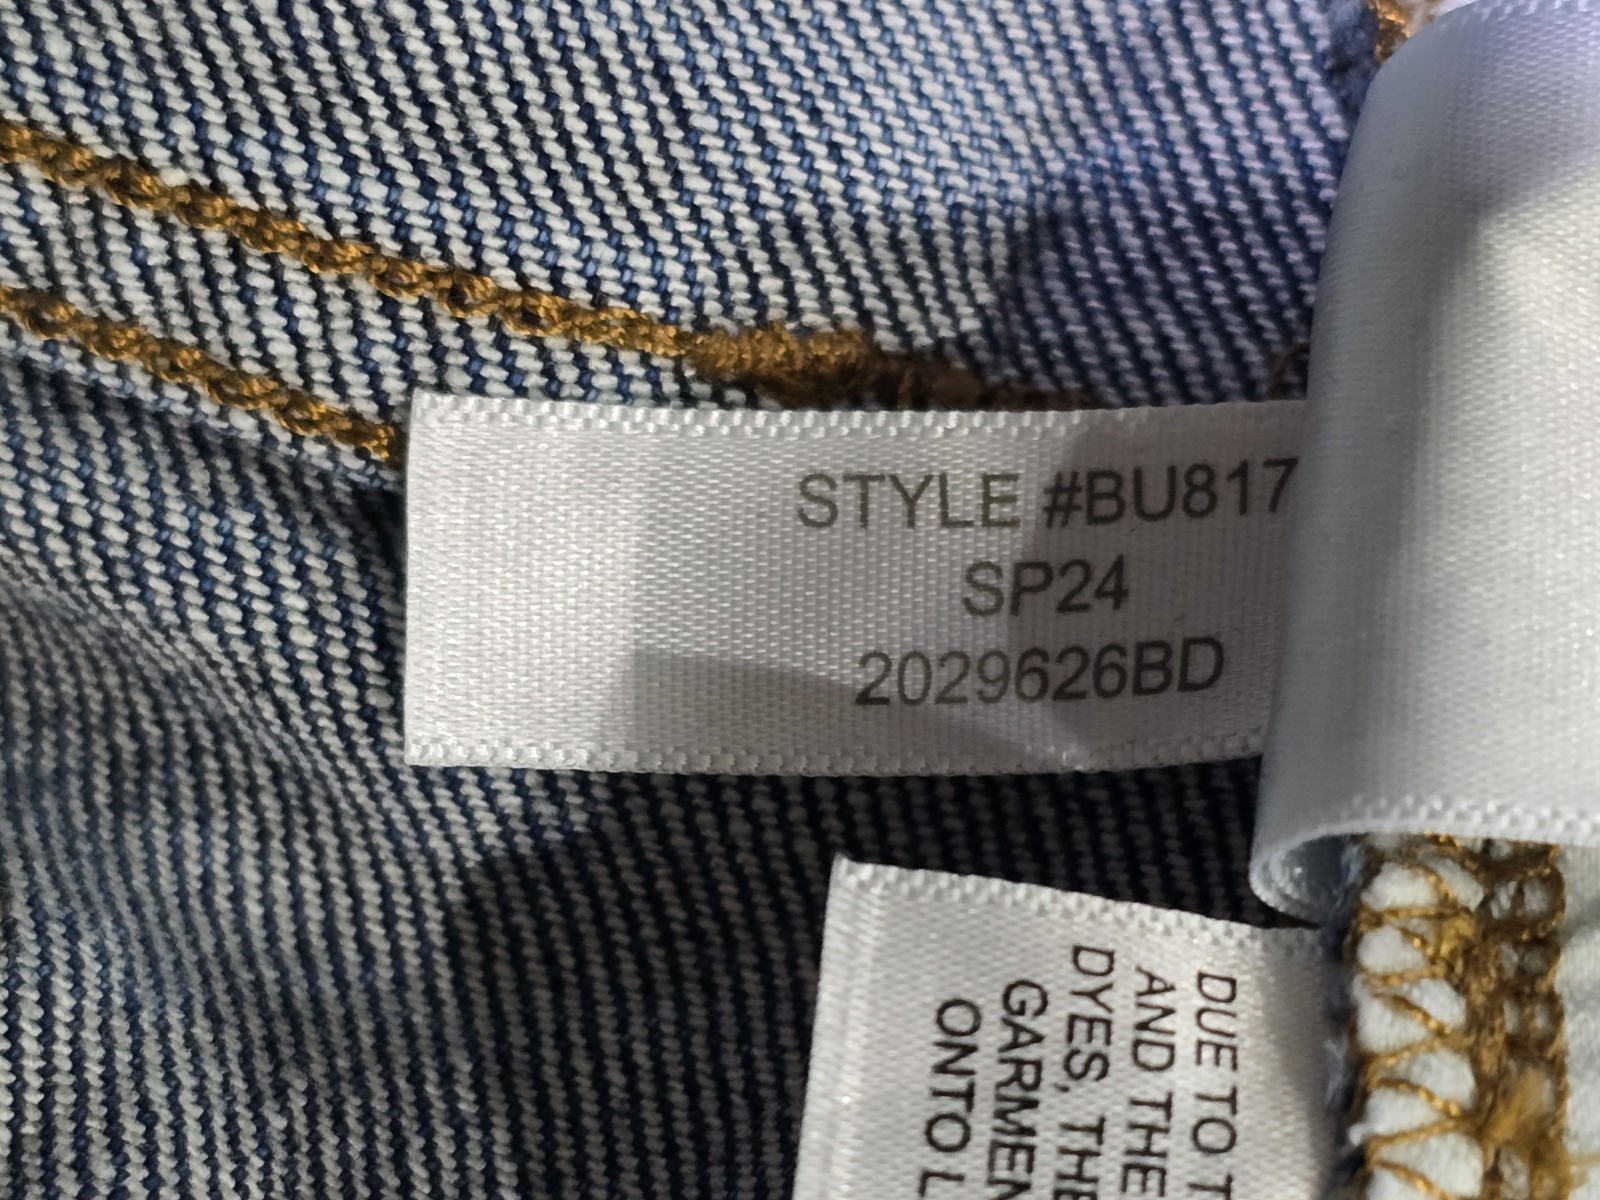 STYLE #BU817
SP24
2029626BD
DUE TO
AND THE
DYES, THE
GARMEN
ONTO